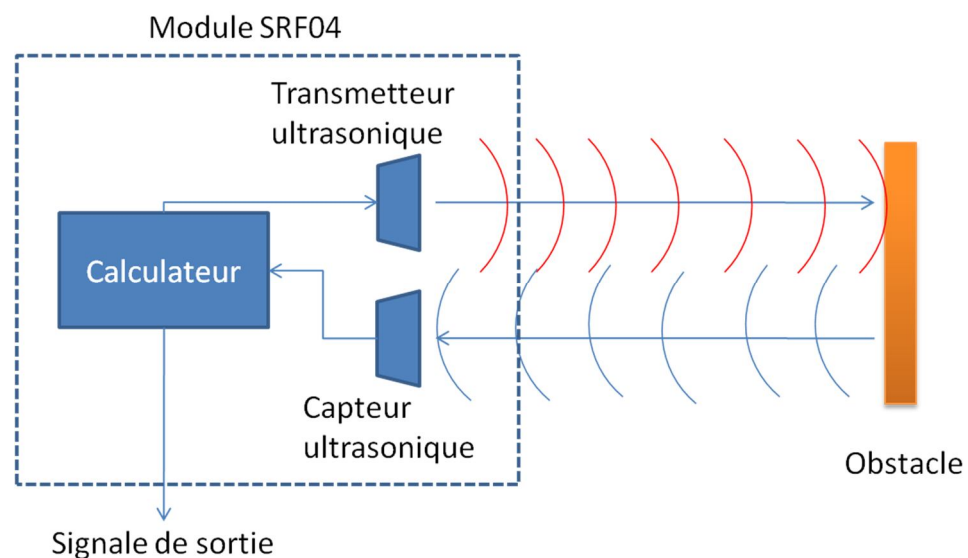 Module SRF04
Transmetteur
ultrasonique
Calculateur
Capteur
ultrasonique
Obstacle
Signale de sortie